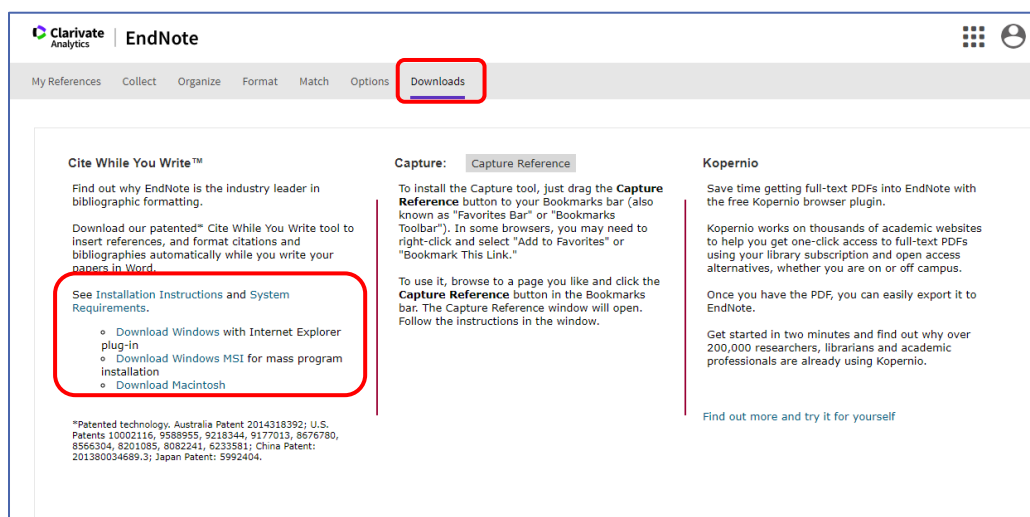 Clarivate
Analytics
EndNote
My References Collect Organize Format Match Options Downloads
Cite While You Write™
Find out why EndNote is the industry leader in
bibliographic formatting.
Download our patented* Cite While You Write tool to
insert references, and format citations and
bibliographies automatically while you write your
papers in Word.
See Installation Instructions and System
Requirements.
Download Windows with Internet Explorer
plug-in
Download Windows MSI for mass program
installation
Download Macintosh
*Patented technology. Australia Patent 2014318392; U.S.
Patents 10002116, 9588955, 9218344, 9177013, 8676780,
8566304, 8201085, 8082241, 6233581; China Patent:
201380034689.3; Japan Patent: 5992404.
Capture: Capture Reference
To install the Capture tool, just drag the Capture
Reference button to your Bookmarks bar (also
known as "Favorites Bar" or "Bookmarks
Toolbar"). In some browsers, you may need to
right-click and select "Add to Favorites" or
"Bookmark This Link."
To use it, browse to a page you like and click the
Capture Reference button in the Bookmarks
bar. The Capture Reference window will open.
Follow the instructions in the window.
Kopernio
Save time getting full-text PDFs into EndNote with
the free Kopernio browser plugin.
Kopernio works on thousands of academic websites
to help you get one-click access to full-text PDFs
using your library subscription and open access
alternatives, whether you are on or off campus.
Once you have the PDF, you can easily export it to
EndNote.
Get started in two minutes and find out why over
200,000 researchers, librarians and academic
professionals are already using Kopernio.
Find out more and try it for yourself